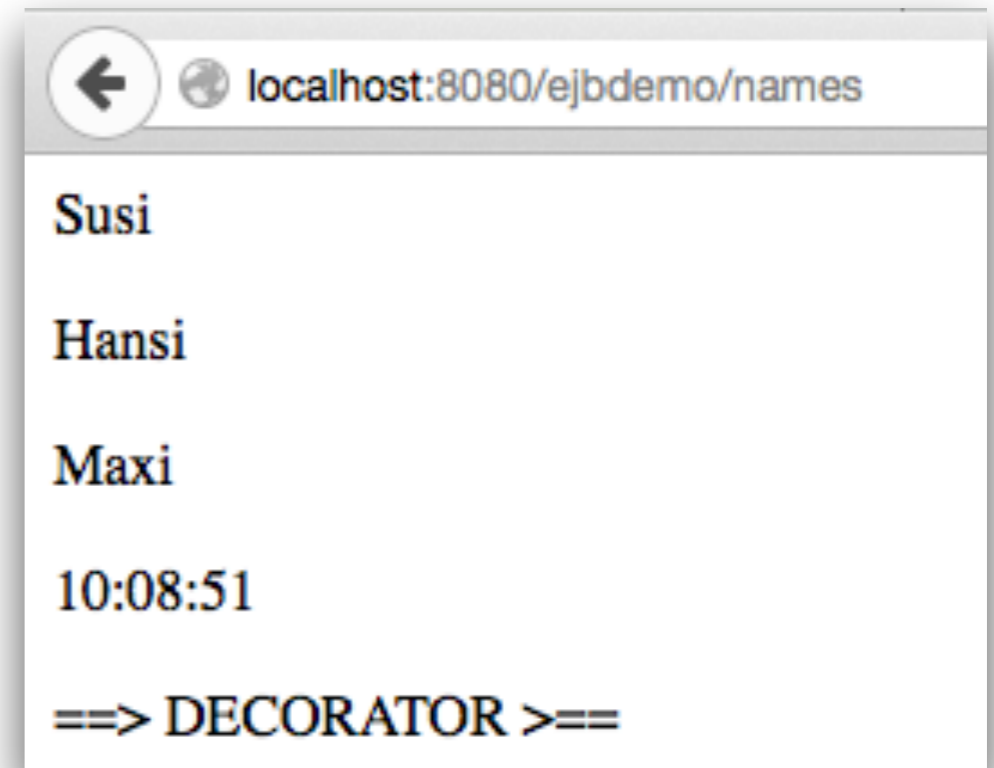 localhost:8080/ejbdemo/names
Susi
Hansi
Maxi
10:08:51
==> DECORATOR >==